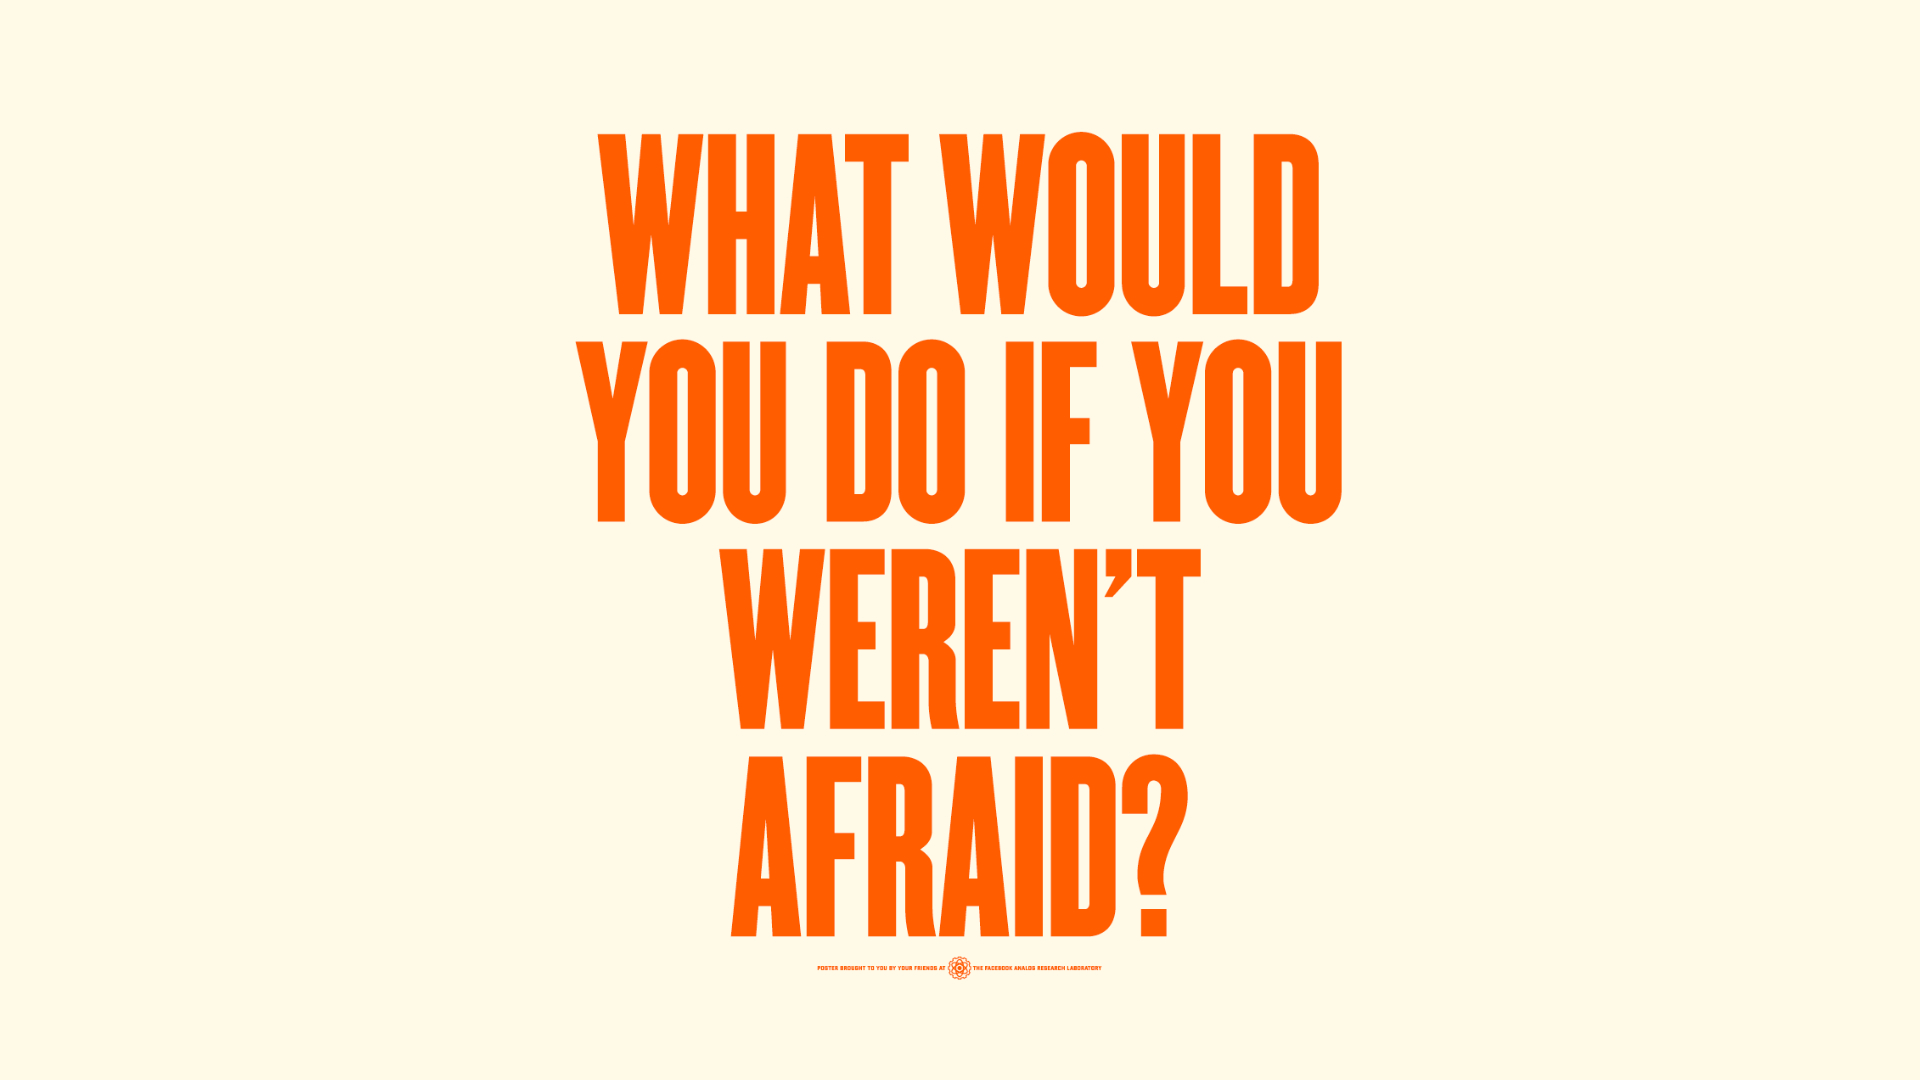 WHAT WOULD
YOU DO IF YOU
WEREN’T
AFRAID?
POSTER BROUGHT TO YOU BY YOUR FRIENDS AT THE FACEBOOK ANALOG RESEARCH LABORATORY